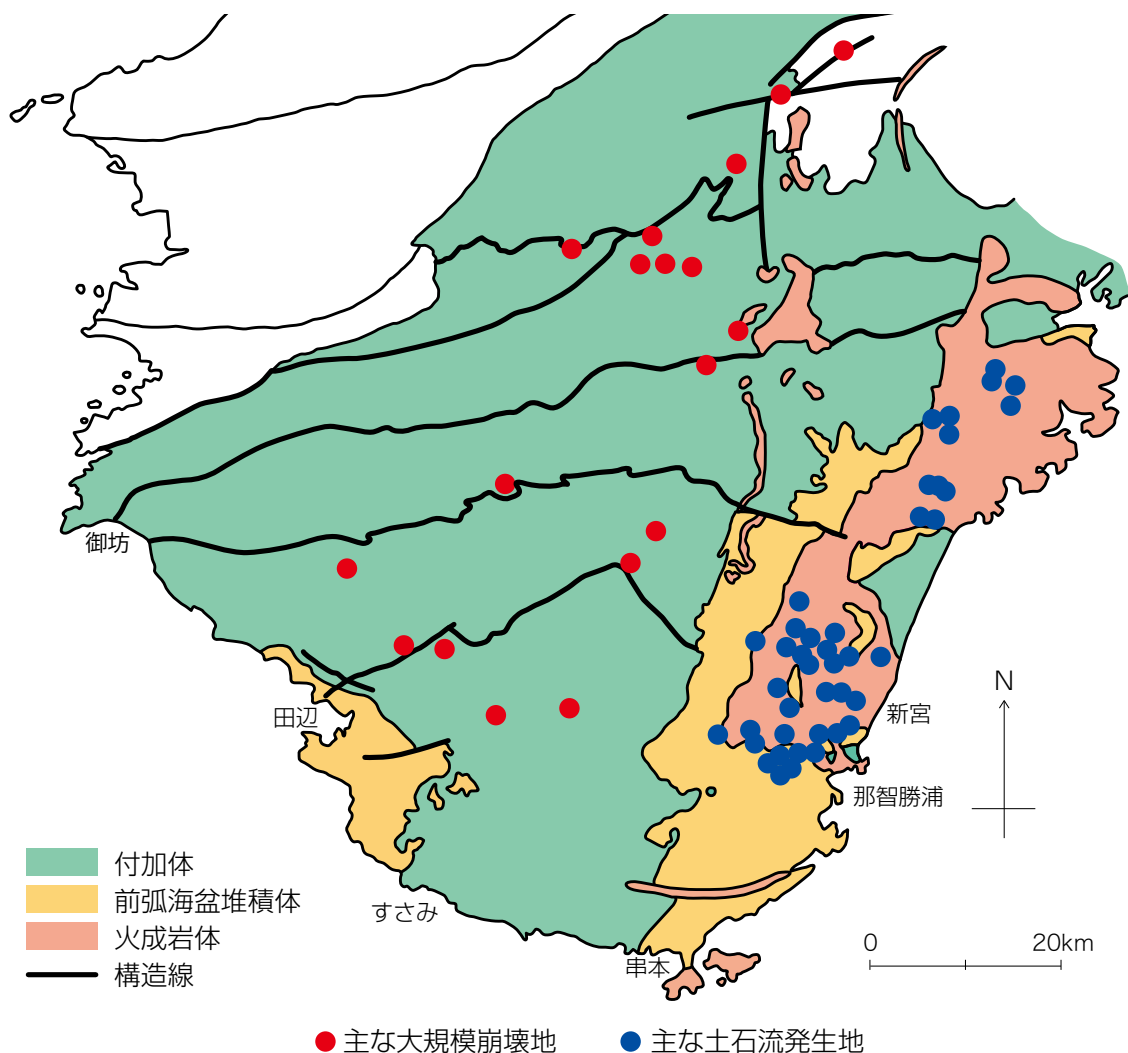 御坊
田辺
すさみ
串本
新宮
那智勝浦
N
0 20km
付加体
前弧海盆堆積体
火成岩体
構造線
主な大規模崩壊地 主な土石流発生地